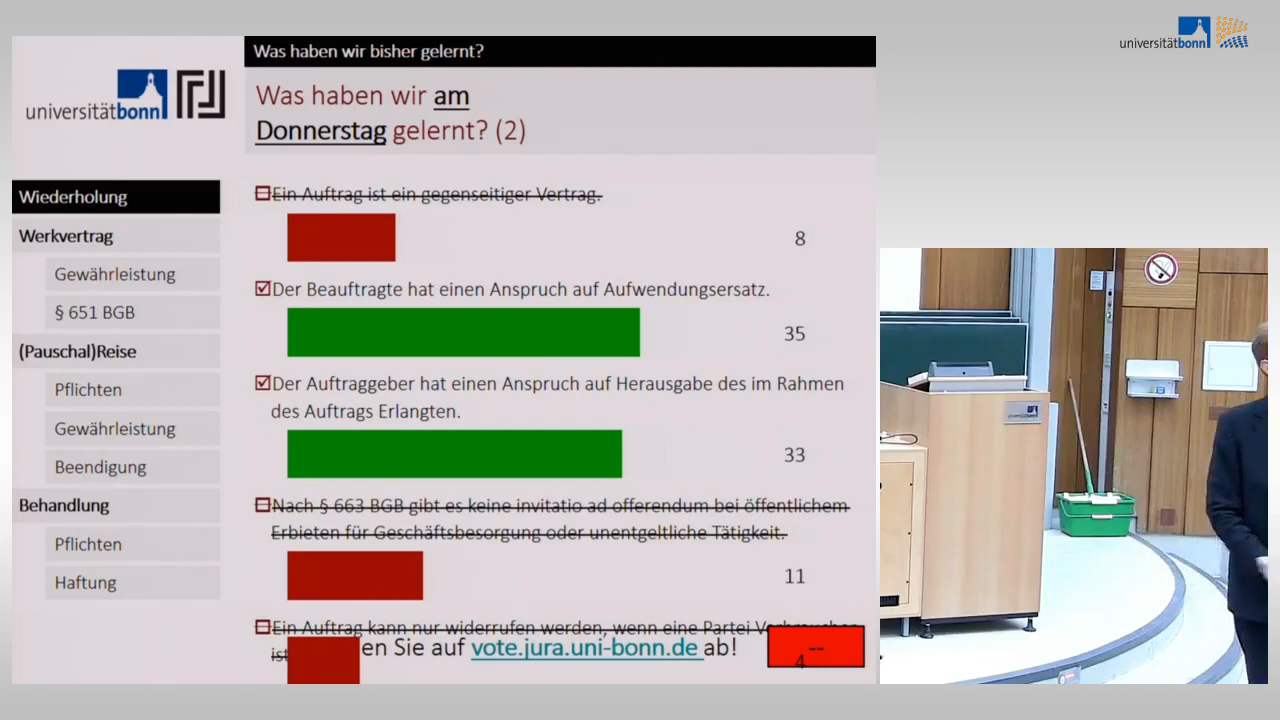 universitätbonn
Was haben wir bisher gelernt?
universitätbonn
Was haben wir am
Donnerstag gelernt? (2)
Wiederholung
Werkvertrag
Gewährleistung
§ 651 BGB
(Pauschal)Reise
Pflichten
Gewährleistung
Beendigung
Behandlung
Pflichten
Haftung
Ein Auftrag ist ein gegenseitiger Vertrag.
8
Der Beauftragte hat einen Anspruch auf Aufwendungsersatz.
35
Der Auftraggeber hat einen Anspruch auf Herausgabe des im Rahmen
des Auftrags Erlangten.
33
Nach § 663 BGB gibt es keine invitatio ad offerendum bei öffentlichem
Erbieten für Geschäftsbesorgung oder unentgeltliche Tätigkeit.
11
Ein Auftrag kann nur widerrufen werden, wenn eine Partei Verbraucher
ist
en Sie auf vote.jura.uni-bonn.de ab!
--
4
universitätbonn